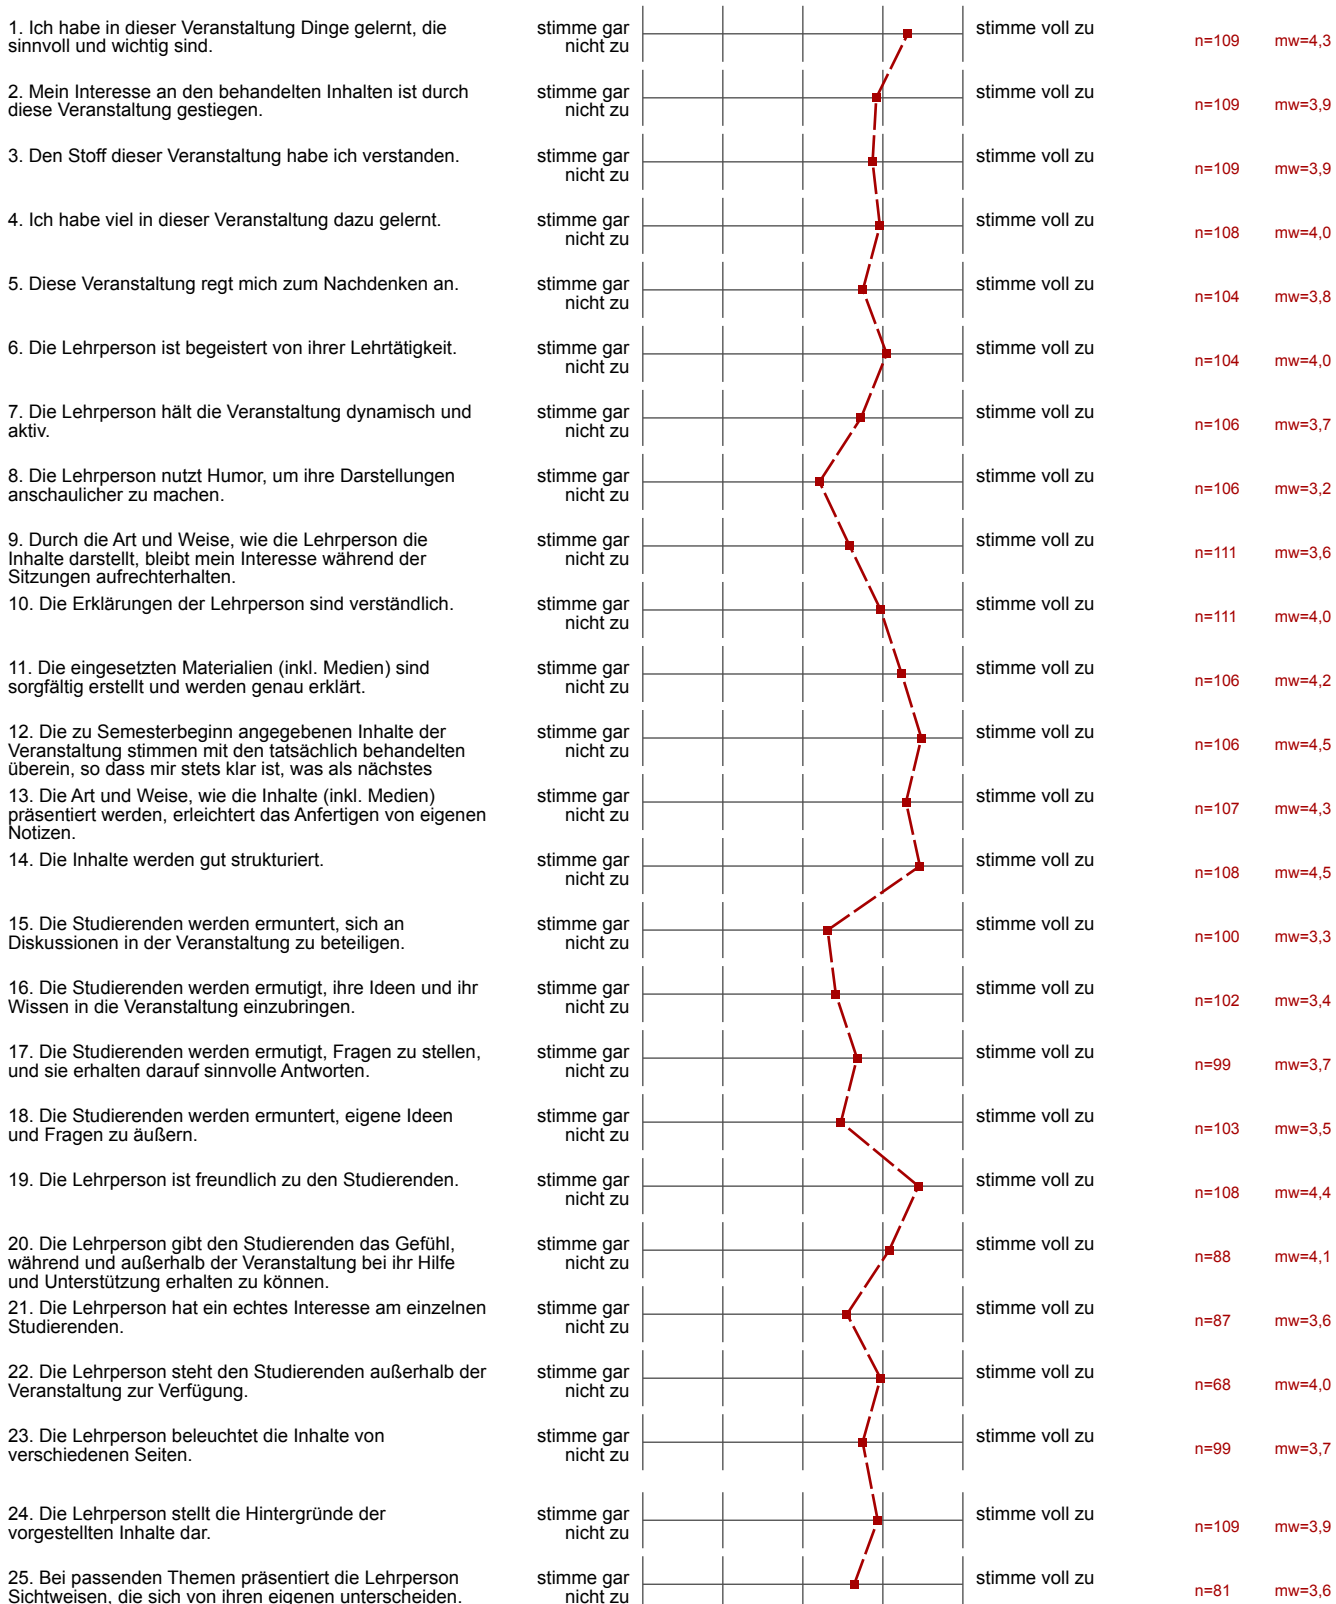 1. Ich habe in dieser Veranstaltung Dinge gelernt, die
sinnvoll und wichtig sind.
stimme gar
nicht zu
stimme voll zu
n=109 mw=4,3
2. Mein Interesse an den behandelten Inhalten ist durch
diese Veranstaltung gestiegen.
stimme gar
nicht zu
stimme voll zu
n=109 mw=3,9
3. Den Stoff dieser Veranstaltung habe ich verstanden.
stimme gar
nicht zu
stimme voll zu
n=109 mw=3,9
4. Ich habe viel in dieser Veranstaltung dazu gelernt.
stimme gar
nicht zu
stimme voll zu
n=108 mw=4,0
5. Diese Veranstaltung regt mich zum Nachdenken an.
stimme gar
nicht zu
stimme voll zu
n=104 mw=3,8
6. Die Lehrperson ist begeistert von ihrer Lehrtätigkeit.
stimme gar
nicht zu
stimme voll zu
n=104 mw=4,0
7. Die Lehrperson hält die Veranstaltung dynamisch und
aktiv.
stimme gar
nicht zu
stimme voll zu
n=106 mw=3,7
8. Die Lehrperson nutzt Humor, um ihre Darstellungen
anschaulicher zu machen.
stimme gar
nicht zu
stimme voll zu
n=106 mw=3,2
9. Durch die Art und Weise, wie die Lehrperson die
Inhalte darstellt, bleibt mein Interesse während der
Sitzungen aufrechterhalten.
stimme gar
nicht zu
stimme voll zu
n=111 mw=3,6
10. Die Erklärungen der Lehrperson sind verständlich.
stimme gar
nicht zu
stimme voll zu
n=111 mw=4,0
11. Die eingesetzten Materialien (inkl. Medien) sind
sorgfältig erstellt und werden genau erklärt.
stimme gar
nicht zu
stimme voll zu
n=106 mw=4,2
12. Die zu Semesterbeginn angegebenen Inhalte der
Veranstaltung stimmen mit den tatsächlich behandelten
überein, so dass mir stets klar ist, was als nächstes
stimme gar
nicht zu
stimme voll zu
n=106 mw=4,5
13. Die Art und Weise, wie die Inhalte (inkl. Medien)
präsentiert werden, erleichtert das Anfertigen von eigenen
Notizen.
stimme gar
nicht zu
stimme voll zu
n=107 mw=4,3
14. Die Inhalte werden gut strukturiert.
stimme gar
nicht zu
stimme voll zu
n=108 mw=4,5
15. Die Studierenden werden ermuntert, sich an
Diskussionen in der Veranstaltung zu beteiligen.
stimme gar
nicht zu
stimme voll zu
n=100 mw=3,3
16. Die Studierenden werden ermutigt, ihre Ideen und ihr
Wissen in die Veranstaltung einzubringen.
stimme gar
nicht zu
stimme voll zu
n=102 mw=3,4
17. Die Studierenden werden ermutigt, Fragen zu stellen,
und sie erhalten darauf sinnvolle Antworten.
stimme gar
nicht zu
stimme voll zu
n=99 mw=3,7
18. Die Studierenden werden ermuntert, eigene Ideen
und Fragen zu äußern.
stimme gar
nicht zu
stimme voll zu
n=103 mw=3,5
19. Die Lehrperson ist freundlich zu den Studierenden.
stimme gar
nicht zu
stimme voll zu
n=108 mw=4,4
20. Die Lehrperson gibt den Studierenden das Gefühl,
während und außerhalb der Veranstaltung bei ihr Hilfe
und Unterstützung erhalten zu können.
stimme gar
nicht zu
stimme voll zu
n=88 mw=4,1
21. Die Lehrperson hat ein echtes Interesse am einzelnen
Studierenden.
stimme gar
nicht zu
stimme voll zu
n=87 mw=3,6
22. Die Lehrperson steht den Studierenden außerhalb der
Veranstaltung zur Verfügung.
stimme gar
nicht zu
stimme voll zu
n=68 mw=4,0
23. Die Lehrperson beleuchtet die Inhalte von
verschiedenen Seiten.
stimme gar
nicht zu
stimme voll zu
n=99 mw=3,7
24. Die Lehrperson stellt die Hintergründe der
vorgestellten Inhalte dar.
stimme gar
nicht zu
stimme voll zu
n=109 mw=3,9
25. Bei passenden Themen präsentiert die Lehrperson
Sichtweisen, die sich von ihren eigenen unterscheiden.
stimme gar
nicht zu
stimme voll zu
n=81 mw=3,6